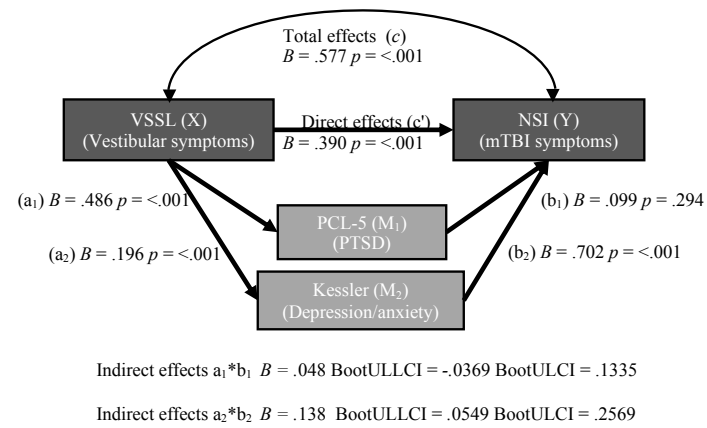 Total effects (c)
B = .577 p = <.001
VSSL (X)
(Vestibular symptoms)
Direct effects (c')
B = .390 p = <.001
NSI (Y)
(mTBI symptoms)
(a₁) B = .486 p = <.001
(b₁) B = .099 p = .294
PCL-5 (M₁)
(PTSD)
(a₂) B = .196 p = <.001
(b₂) B = .702 p = <.001
Kessler (M₂)
(Depression/anxiety)
Indirect effects a₁*b₁ B = .048 BootULLCI = -.0369 BootULCI = .1335
Indirect effects a₂*b₂ B = .138 BootULLCI = .0549 BootULCI = .2569